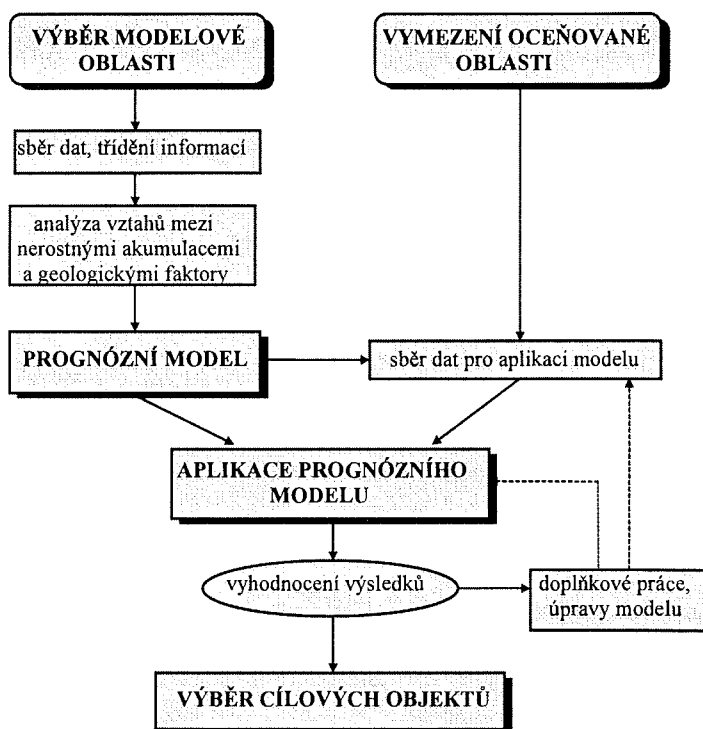 VÝBĚR MODELOVÉ
OBLASTI
VYMEZENÍ OCEŇOVANÉ
OBLASTI
sběr dat, třídění informací
analýza vztahů mezi
nerostnými akumulacemi
a geologickými faktory
PROGNÓZNÍ MODEL
sběr dat pro aplikaci modelu
APLIKACE PROGNÓZNÍHO
MODELU
vyhodnocení výsledků
doplňkové práce,
úpravy modelu
VÝBĚR CÍLOVÝCH OBJEKTŮ